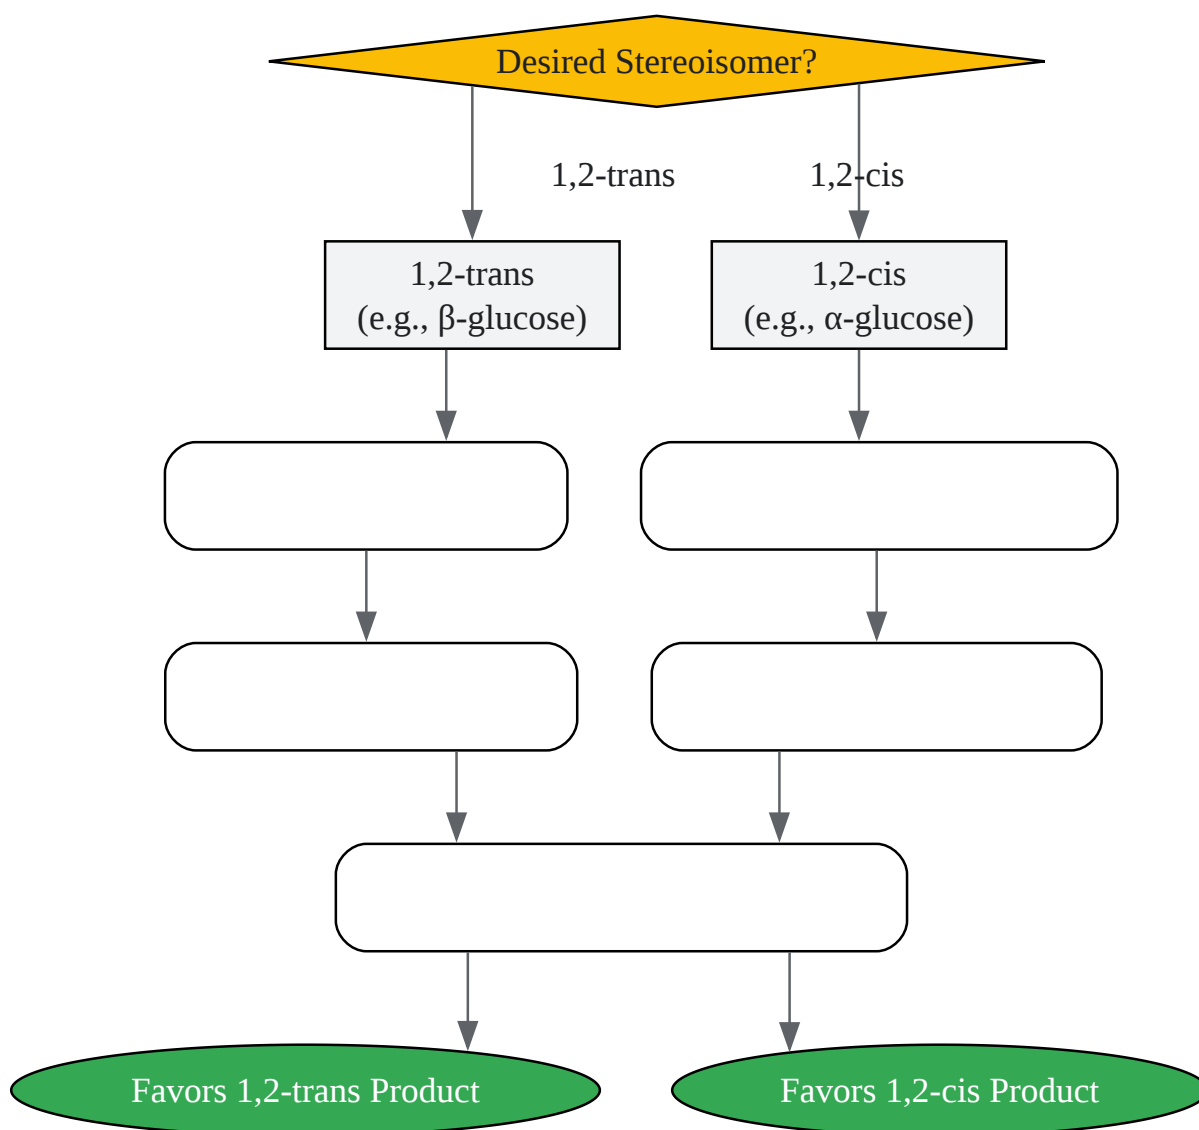 Desired Stereoisomer?
1,2-trans
1,2-cis
1,2-trans
(e.g., β-glucose)
1,2-cis
(e.g., α-glucose)
Favors 1,2-trans Product
Favors 1,2-cis Product